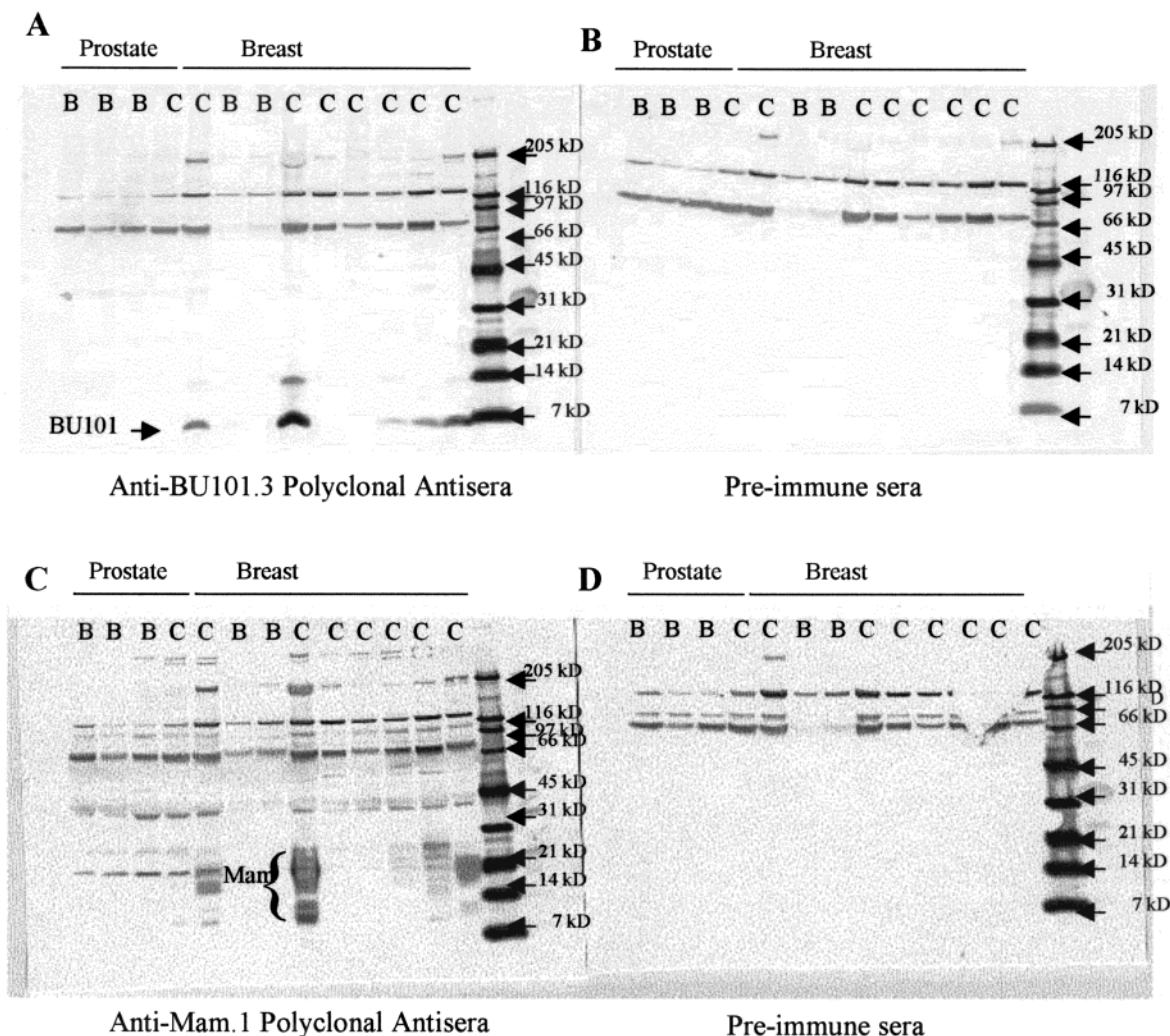 A
Prostate Breast
B B B C C B B C C C C C C
205 kD
116 kD
97 kD
66 kD
45 kD
31 kD
21 kD
14 kD
7 kD
BU101
Anti-BU101.3 Polyclonal Antisera
B
Prostate Breast
B B B C C B B C C C C C C
205 kD
116 kD
97 kD
66 kD
45 kD
31 kD
21 kD
14 kD
7 kD
Pre-immune sera
C
Prostate Breast
B B B C C B B C C C C C C
205 kD
116 kD
97 kD
66 kD
45 kD
31 kD
21 kD
14 kD
7 kD
Mam
Anti-Mam.1 Polyclonal Antisera
D
Prostate Breast
B B B C C B B C C C C C C
205 kD
116 kD
D
66 kD
45 kD
31 kD
21 kD
14 kD
7 kD
Pre-immune sera